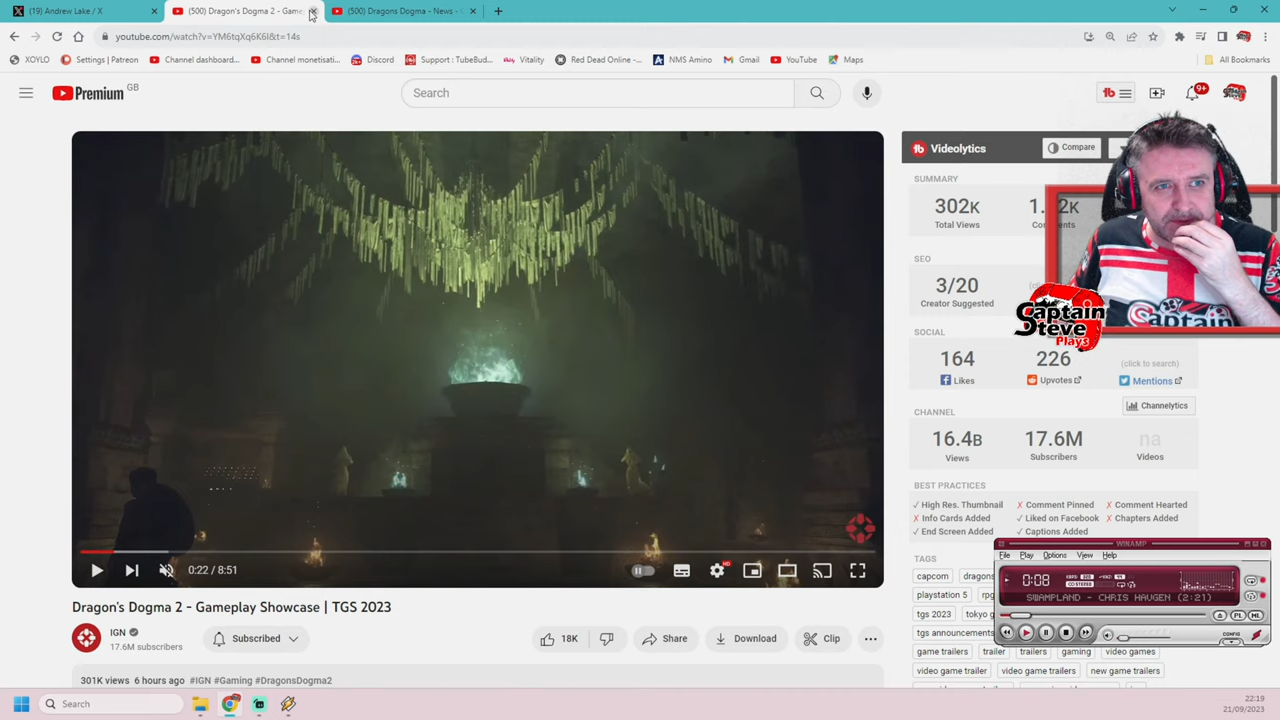 (19) Andrew Lake / X
(500) Dragon's Dogma 2 - Game
(500) Dragons Dogma - News -
youtube.com/watch?v=YM6tqXq6K6I&t=14s
XOYLO
Settings | Patreon
Channel dashboard...
Channel monetisati...
Discord
Support : TubeBud...
Vitality
Red Dead Online -...
NMS Amino
Gmail
YouTube
Maps
All Bookmarks
Premium GB
Search
9+
Videolytics
Compare
SUMMARY
302K
Total Views
SEO
3/20
Creator Suggested
SOCIAL
164
226
(click to search)
Likes
Upvotes
Mentions
Channelytics
CHANNEL
16.4B
17.6M
na
Views
Subscribers
Videos
BEST PRACTICES
✓ High Res. Thumbnail
✗ Comment Pinned
✗ Comment Hearted
✗ Info Cards Added
✓ Liked on Facebook
✗ Chapters Added
✓ End Screen Added
✓ Captions Added
TAGS
capcom
playstation 5
tgs 2023
tgs announcements
game trailers
trailer
trailers
gaming
video games
video game trailer
video game trailers
new game trailers
Captain
Steve
Plays
WINAMP
File Play Options View Help
0:08
SWAMPLAND - CHRIS HAUGEN (2:21)
CONFIG
0:22 / 8:51
HD
Dragon's Dogma 2 - Gameplay Showcase | TGS 2023
IGN
17.6M subscribers
Subscribed
18K
Share
Download
Clip
301K views 6 hours ago #IGN #Gaming #DragonsDogma2
Search
22:19
21/09/2023